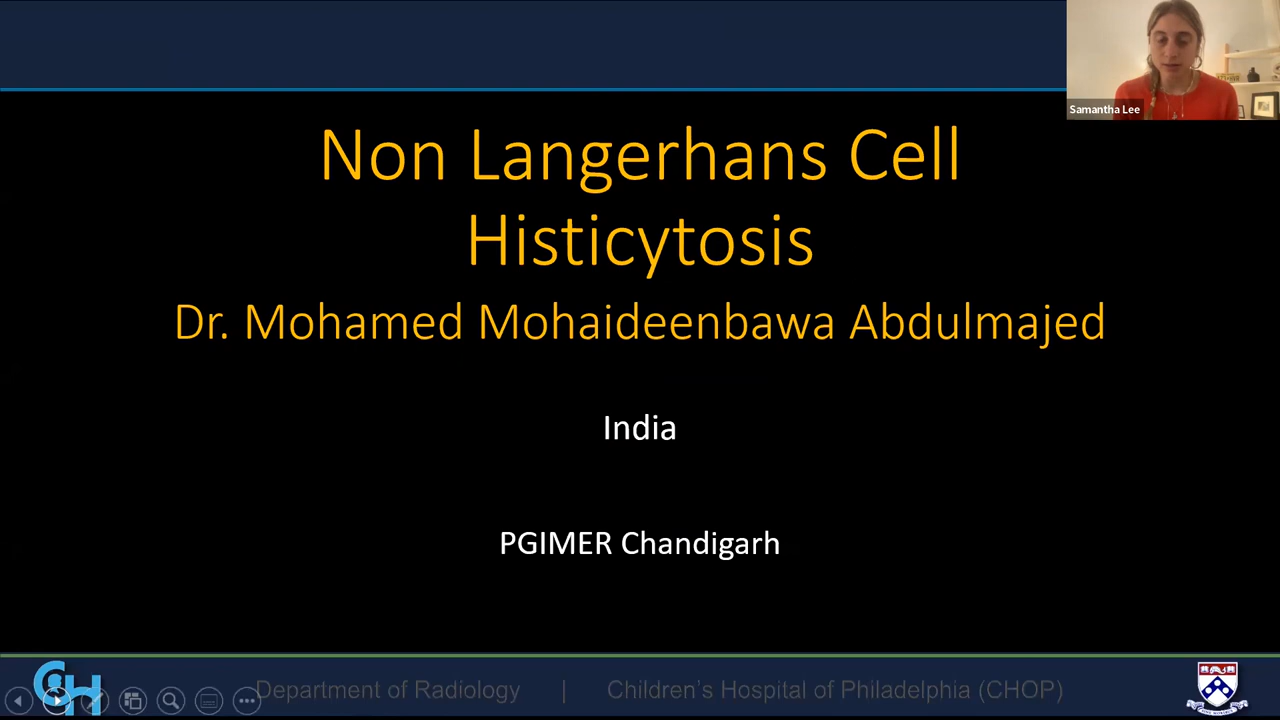 Samantha Lee
Non Langerhans Cell
Histicytosis
Dr. Mohamed Mohaideenbawa Abdulmajed
India
PGIMER Chandigarh
Department of Radiology | Children's Hospital of Philadelphia (CHOP)